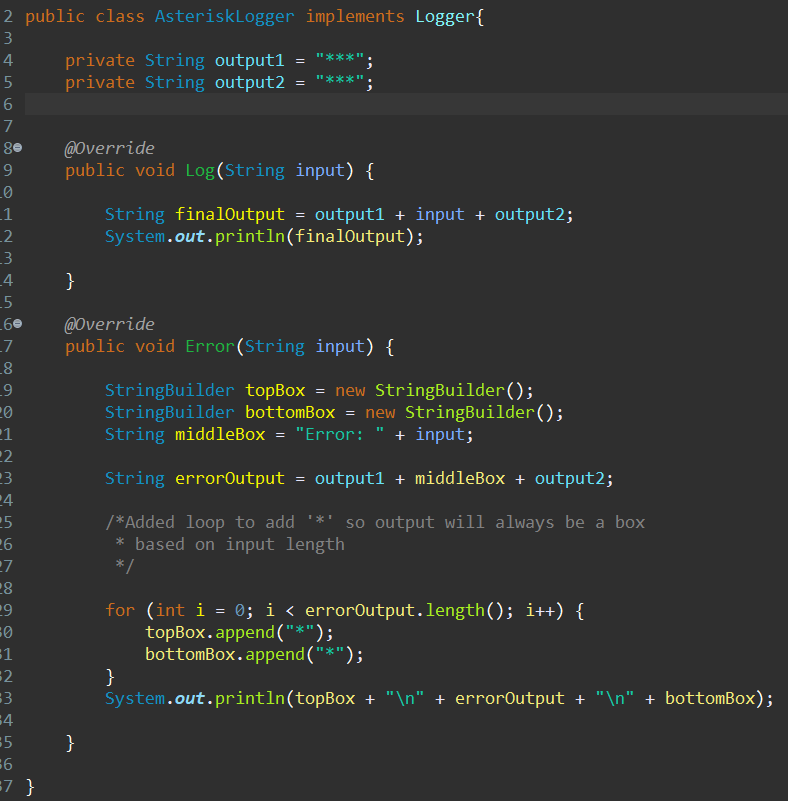 2 public class AsteriskLogger implements Logger{
3
4     private String output1 = "***";
5     private String output2 = "***";
6
7
8     @Override
9     public void Log(String input) {
.0
.1         String finalOutput = output1 + input + output2;
.2         System.out.println(finalOutput);
.3
.4     }
.5
.6     @Override
.7     public void Error(String input) {
.8
.9         StringBuilder topBox = new StringBuilder();
20         StringBuilder bottomBox = new StringBuilder();
21         String middleBox = "Error: " + input;
22
23         String errorOutput = output1 + middleBox + output2;
24
25         /*Added loop to add '*' so output will always be a box
26          * based on input length
27          */
28
29         for (int i = 0; i < errorOutput.length(); i++) {
30             topBox.append("*");
31             bottomBox.append("*");
32         }
33         System.out.println(topBox + "\n" + errorOutput + "\n" + bottomBox);
34
35     }
36
37 }